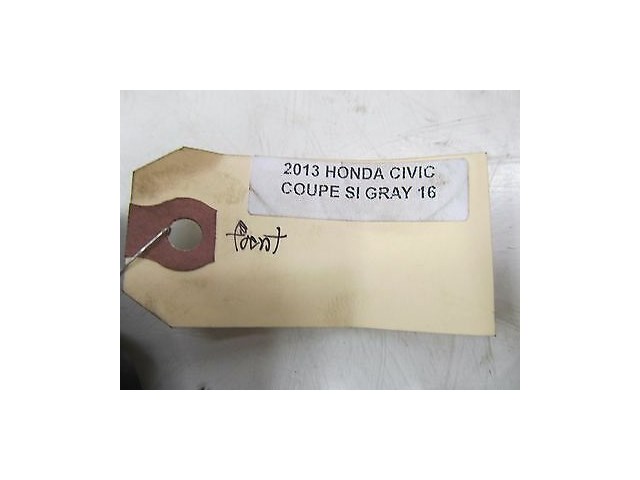 2013 HONDA CIVIC
COUPE SI GRAY 16
front